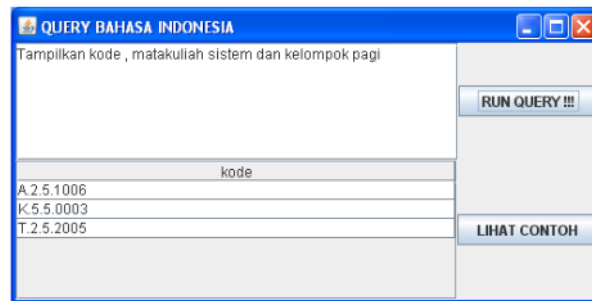 QUERY BAHASA INDONESIA
Tampilkan kode , matakuliah sistem dan kelompok pagi
RUN QUERY !!!
kode
A.2.5.1006
K.5.5.0003
T.2.5.2005
LIHAT CONTOH